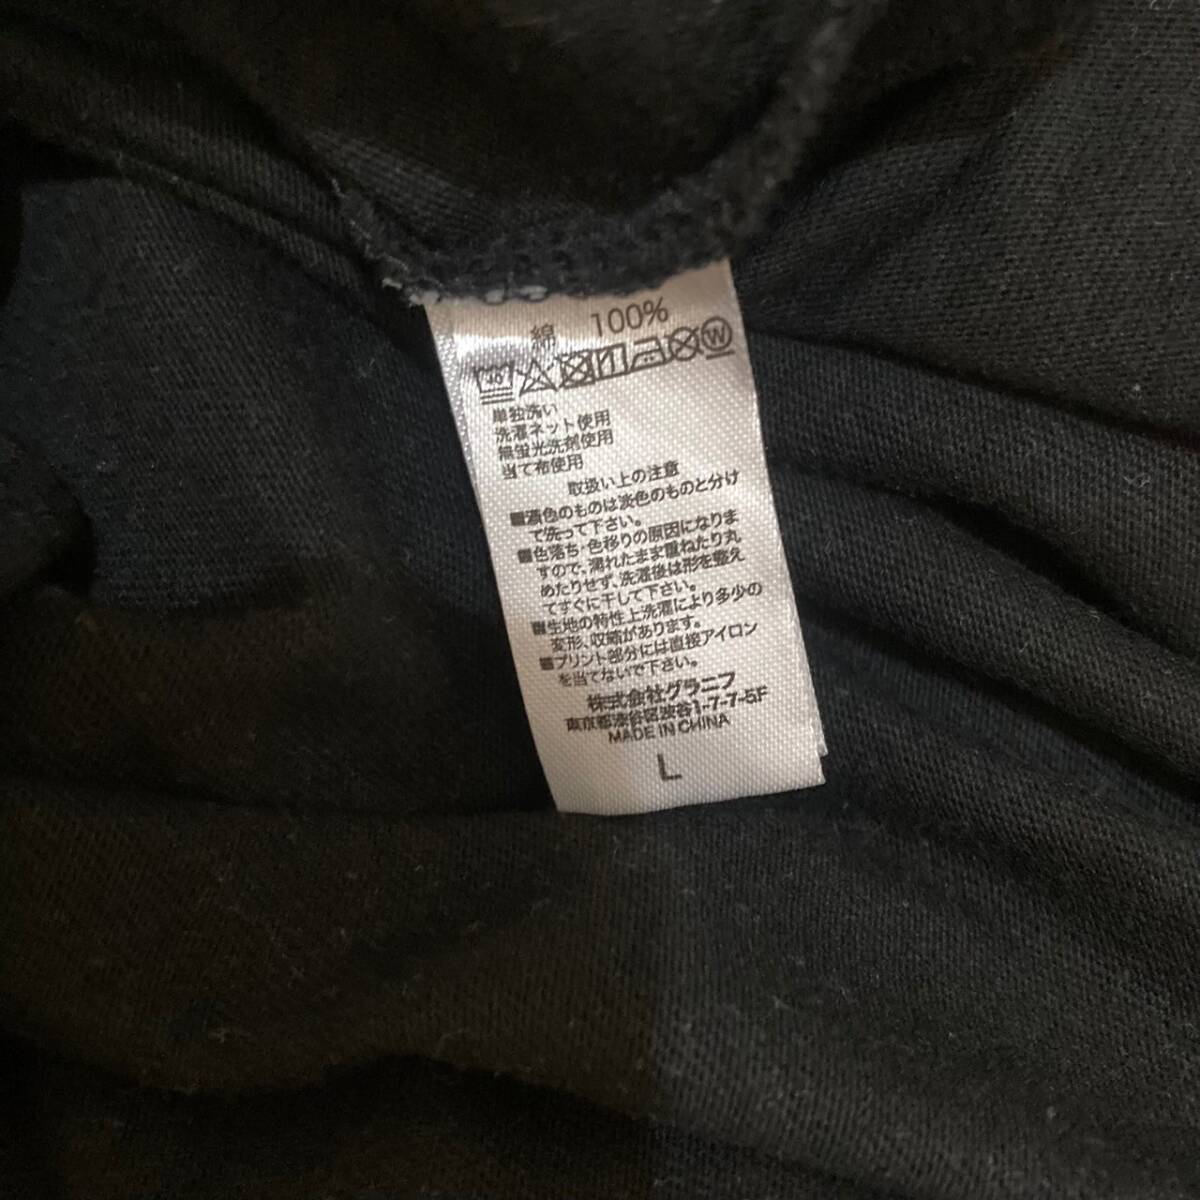 綿 100%
40 W
単独洗い
洗濯ネット使用
無蛍光洗剤使用
当て布使用
取扱い上の注意
■濃色のものは淡色のものと分け
て洗って下さい。
■色落ち・色移りの原因になりま
すので、濡れたまま重ねたり丸
めたりせず、洗濯後は形を整え
てすぐに干して下さい。
■生地の特性上洗濯により多少の
変形、収縮があります。
■プリント部分には直接アイロン
を当てないで下さい。
株式会社グラニフ
東京都渋谷区渋谷1-7-7-5F
MADE IN CHINA
L